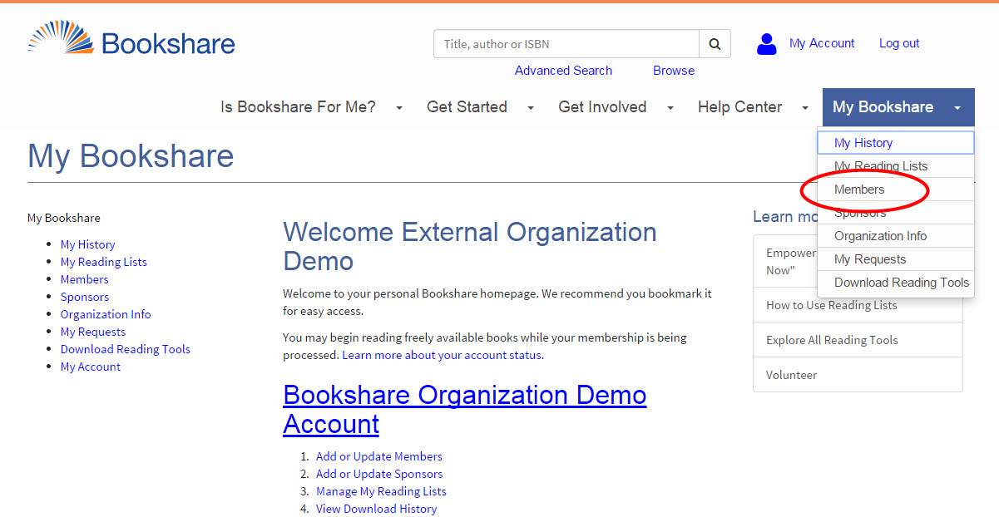 Bookshare
Title, author or ISBN
My Account
Log out
Advanced Search
Browse
Is Bookshare For Me?
Get Started
Get Involved
Help Center
My Bookshare
My History
My Reading Lists
Members
Sponsors
Organization Info
My Requests
Download Reading Tools
My Bookshare
My Bookshare
My History
My Reading Lists
Members
Sponsors
Organization Info
My Requests
Download Reading Tools
My Account
Welcome External Organization
Demo
Welcome to your personal Bookshare homepage. We recommend you bookmark it
for easy access.
You may begin reading freely available books while your membership is being
processed. Learn more about your account status.
Bookshare Organization Demo
Account
1. Add or Update Members
2. Add or Update Sponsors
3. Manage My Reading Lists
4. View Download History
Learn
Empower
Now"
How to Use Reading Lists
Explore All Reading Tools
Volunteer